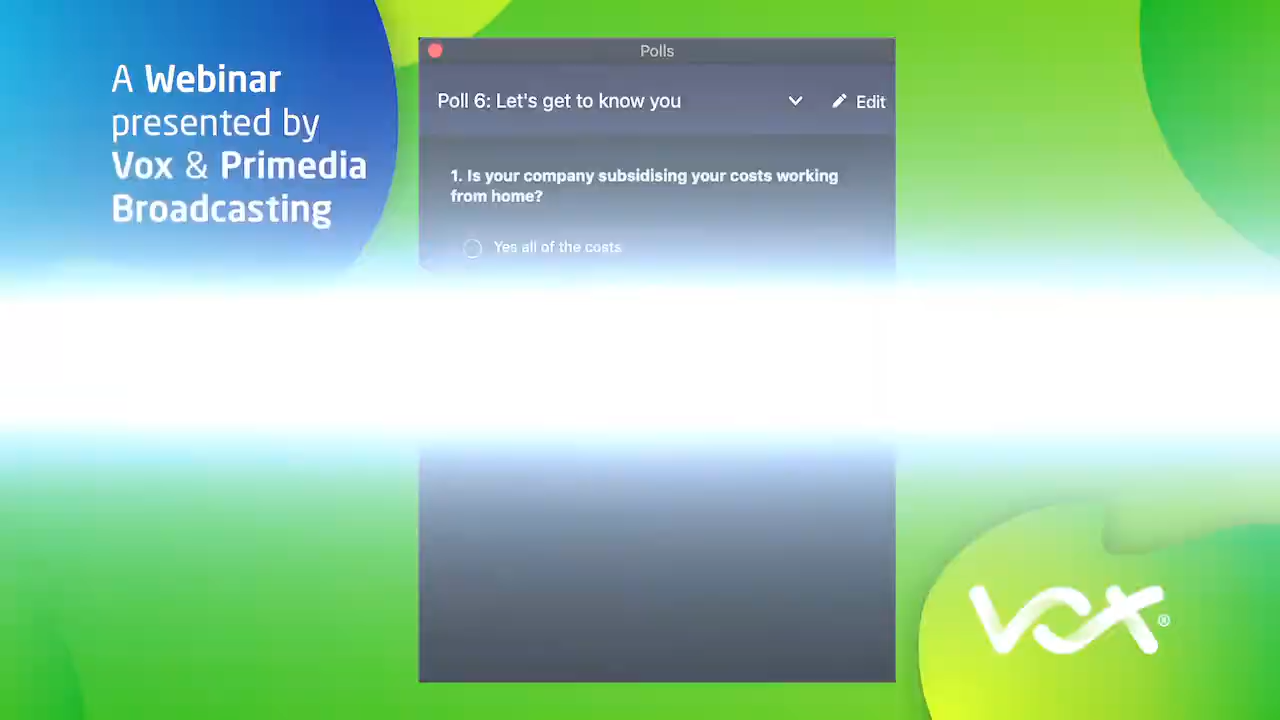 A Webinar
presented by
Vox & Primedia
Broadcasting
Polls
Poll 6: Let's get to know you
Edit
1. Is your company subsidising your costs working
from home?
Yes all of the costs
VOX®